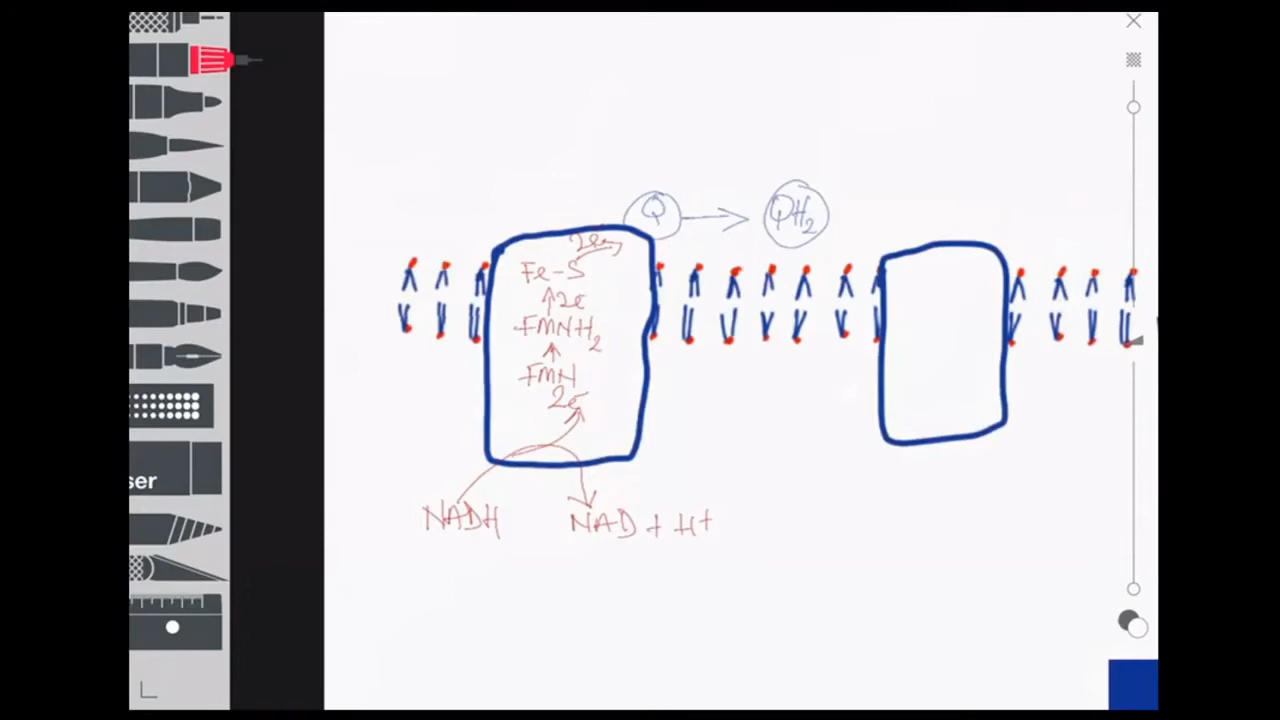 Q → QH2
2e
Fe-S
↑2e
FMNH2
↑
FMN
2e
NADH NAD + H+
ser